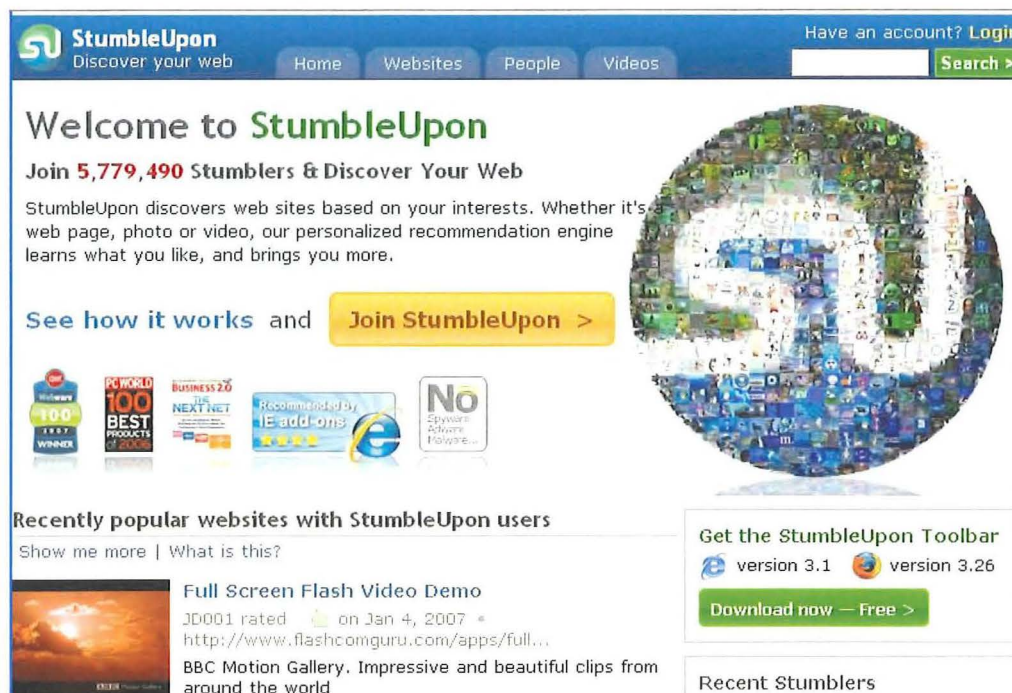 StumbleUpon
Discover your web
Home Websites People Videos
Have an account? Login
Search >
Welcome to StumbleUpon
Join 5,779,490 Stumblers & Discover Your Web
StumbleUpon discovers web sites based on your interests. Whether it's a
web page, photo or video, our personalized recommendation engine
learns what you like, and brings you more.
See how it works and Join StumbleUpon >
Webware
100
2007
WINNER
PC WORLD
100
BEST
PRODUCTS
of 2006
BUSINESS 2.0
THE
NEXT NET
Recommended by
IE add-ons
No
Spyware
Adware
Malware...
Recently popular websites with StumbleUpon users
Show me more | What is this?
Full Screen Flash Video Demo
JD001 rated on Jan 4, 2007 •
http://www.flashcomguru.com/apps/full...
BBC Motion Gallery. Impressive and beautiful clips from
around the world
Get the StumbleUpon Toolbar
version 3.1 version 3.26
Download now — Free >
Recent Stumblers